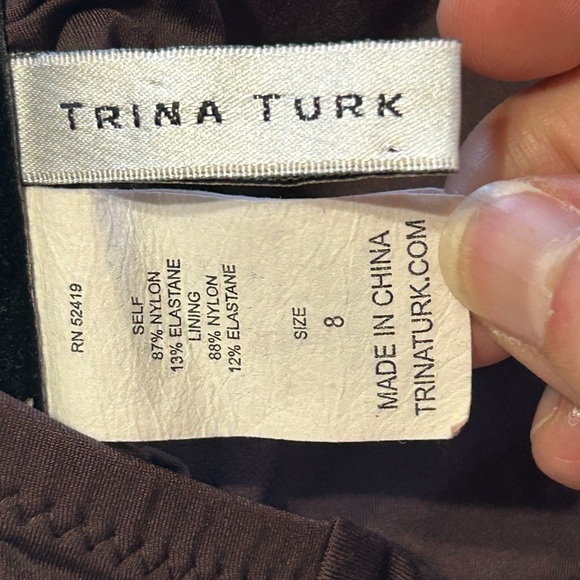 TRINA TURK
RN 52419
SELF
87% NYLON
13% ELASTANE
LINING
88% NYLON
12% ELASTANE
SIZE
8
MADE IN CHINA
TRINATURK.COM